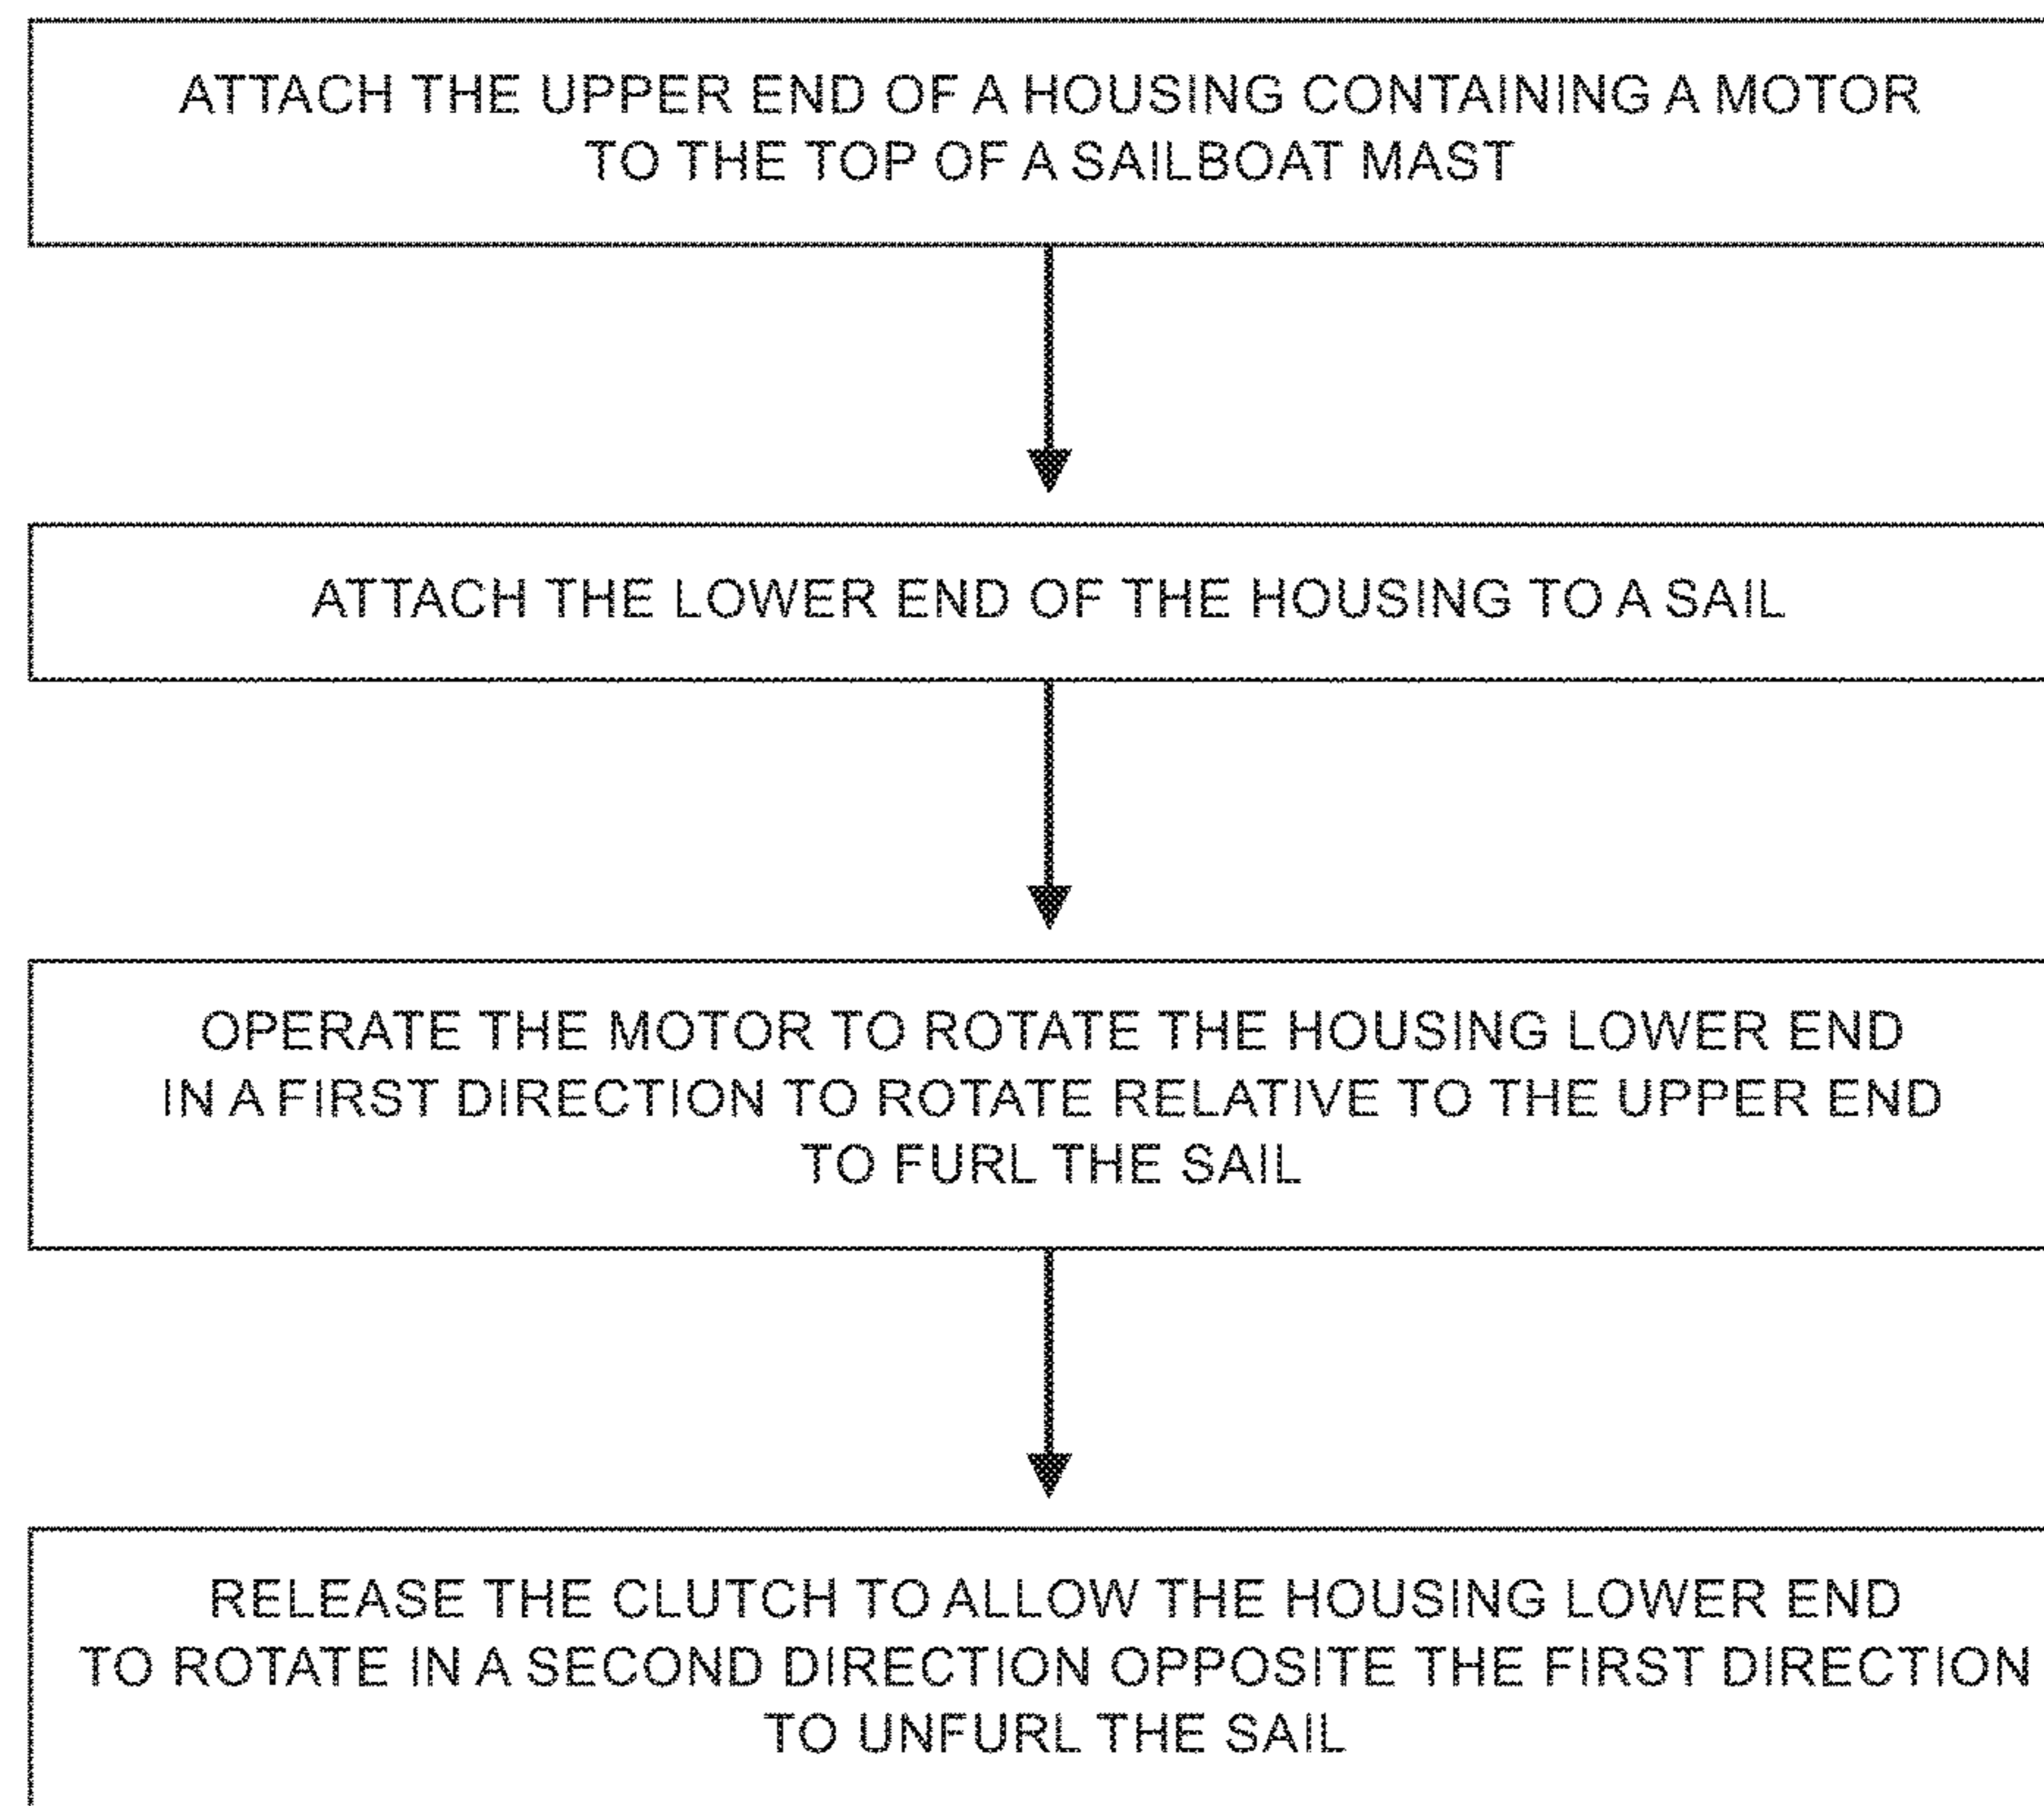 ATTACH THE UPPER END OF A HOUSING CONTAINING A MOTOR
TO THE TOP OF A SAILBOAT MAST
ATTACH THE LOWER END OF THE HOUSING TO A SAIL
OPERATE THE MOTOR TO ROTATE THE HOUSING LOWER END
IN A FIRST DIRECTION TO ROTATE RELATIVE TO THE UPPER END
TO FURL THE SAIL
RELEASE THE CLUTCH TO ALLOW THE HOUSING LOWER END
TO ROTATE IN A SECOND DIRECTION OPPOSITE THE FIRST DIRECTION
TO UNFURL THE SAIL